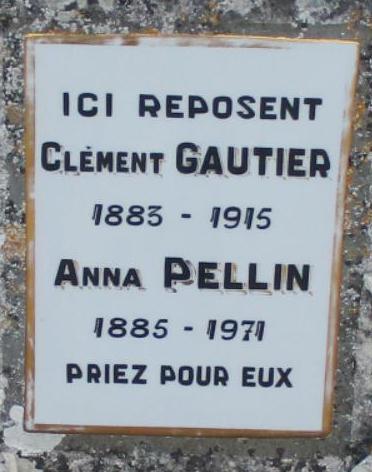 ICI REPOSENT
CLÉMENT GAUTIER
1883 - 1915
ANNA PELLIN
1885 - 1971
PRIEZ POUR EUX